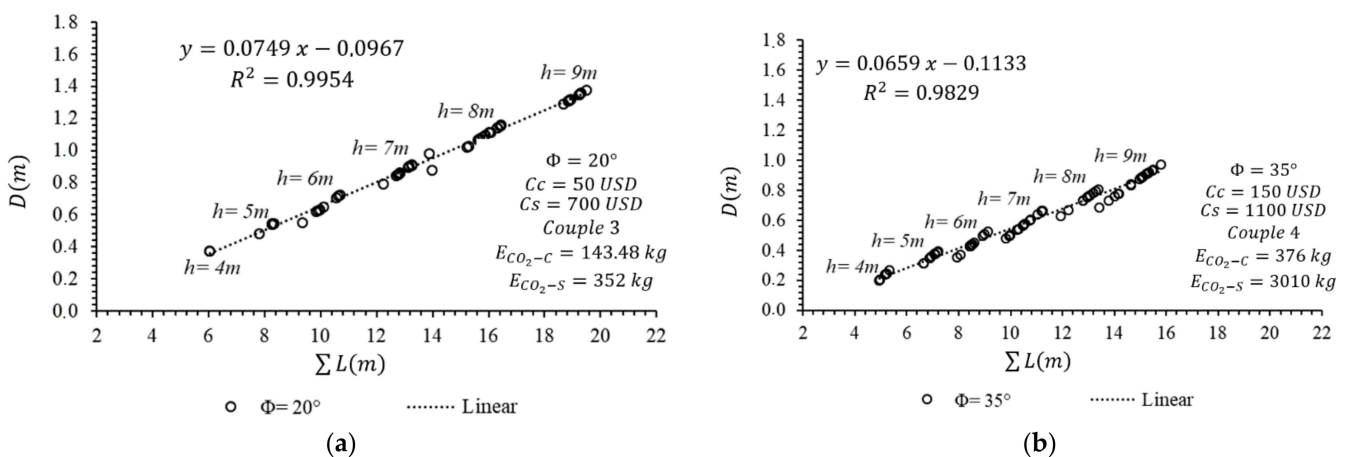 y = 0.0749 x − 0.0967
R² = 0.9954
h= 4m
h= 5m
h= 6m
h= 7m
h= 8m
h= 9m
Φ = 20°
Cc = 50 USD
Cs = 700 USD
Couple 3
E_CO₂−C = 143.48 kg
E_CO₂−S = 352 kg
D(m)
1.8
1.6
1.4
1.2
1.0
0.8
0.6
0.4
0.2
0.0
2 4 6 8 10 12 14 16 18 20 22
∑ L(m)
Φ= 20° Linear
(a)
y = 0.0659 x − 0.1133
R² = 0.9829
h= 4m
h= 5m
h= 6m
h= 7m
h= 8m
h= 9m
Φ = 35°
Cc = 150 USD
Cs = 1100 USD
Couple 4
E_CO₂−C = 376 kg
E_CO₂−S = 3010 kg
D(m)
1.8
1.6
1.4
1.2
1.0
0.8
0.6
0.4
0.2
0.0
2 4 6 8 10 12 14 16 18 20 22
∑ L(m)
Φ= 35° Linear
(b)